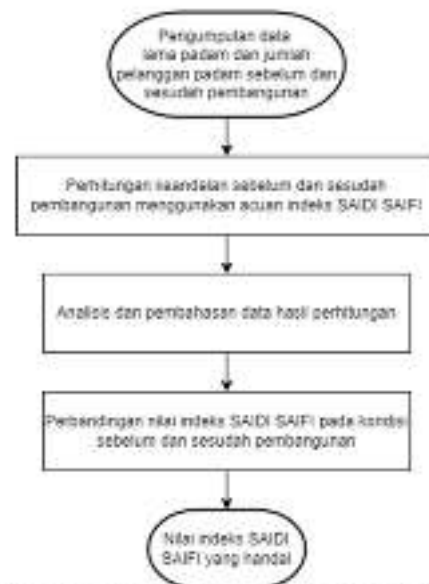 Pengumpulan data
lama padam dan jumlah
pelanggan padam sebelum dan
sesudah pembangunan
Perhitungan keandalan sebelum dan sesudah
pembangunan menggunakan acuan indeks SAIDI SAIFI
Analisis dan pembahasan data hasil perhitungan
Perbandingan nilai indeks SAIDI SAIFI pada kondisi
sebelum dan sesudah pembangunan
Nilai indeks SAIDI
SAIFI yang handal